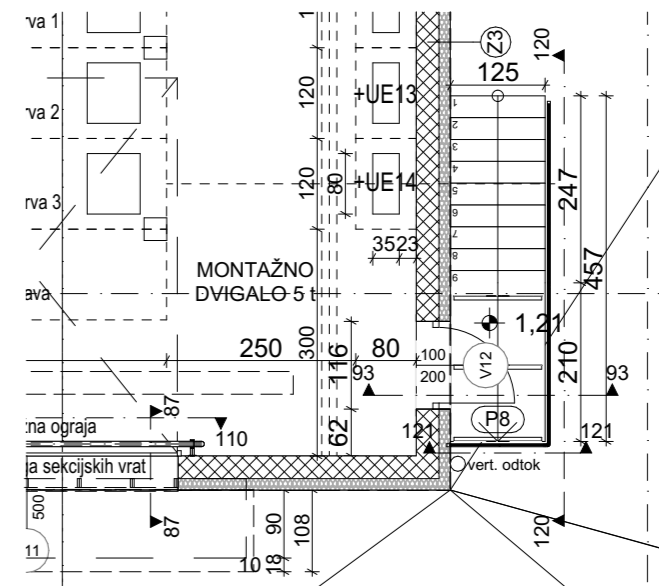 rva 1
rva 2
rva 3
ava
120
120
300
80
+UE13
+UE14
Z3
120
125
1
2
3
4
5
6
7
8
9
247
457
210
3523
MONTAŽNO
DVIGALO 5 t
1,21
250
116
80
100
200
V12
93
93
87
62
P8
110
121
121
tna ograja
ja sekcijskih vrat
vert. odtok
500
87
90
108
120
11
10
18